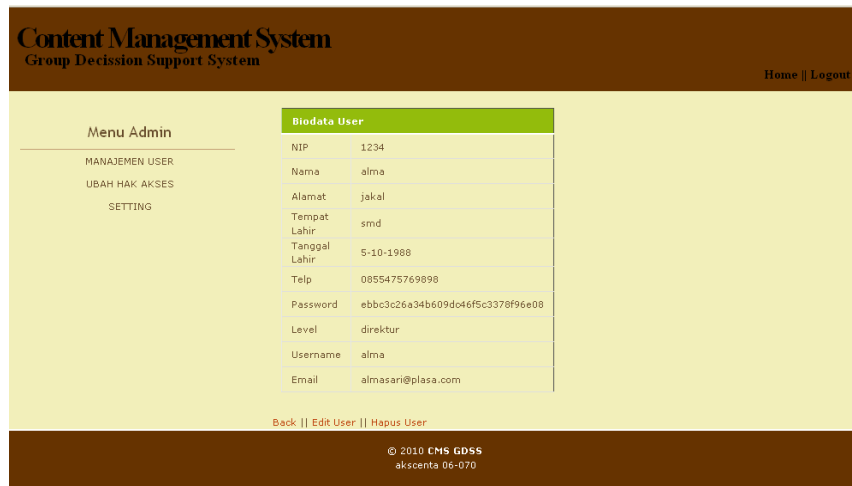 Content Management System
Group Decission Support System
Home || Logout
Menu Admin
MANAJEMEN USER
UBAH HAK AKSES
SETTING
Biodata User
NIP 1234
Nama alma
Alamat jakal
Tempat
Lahir smd
Tanggal
Lahir 5-10-1988
Telp 0855475769898
Password ebbc3c26a34b609dc46f5c3378f96e08
Level direktur
Username alma
Email almasari@plasa.com
Back || Edit User || Hapus User
© 2010 CMS GDSS
akscenta 06-070